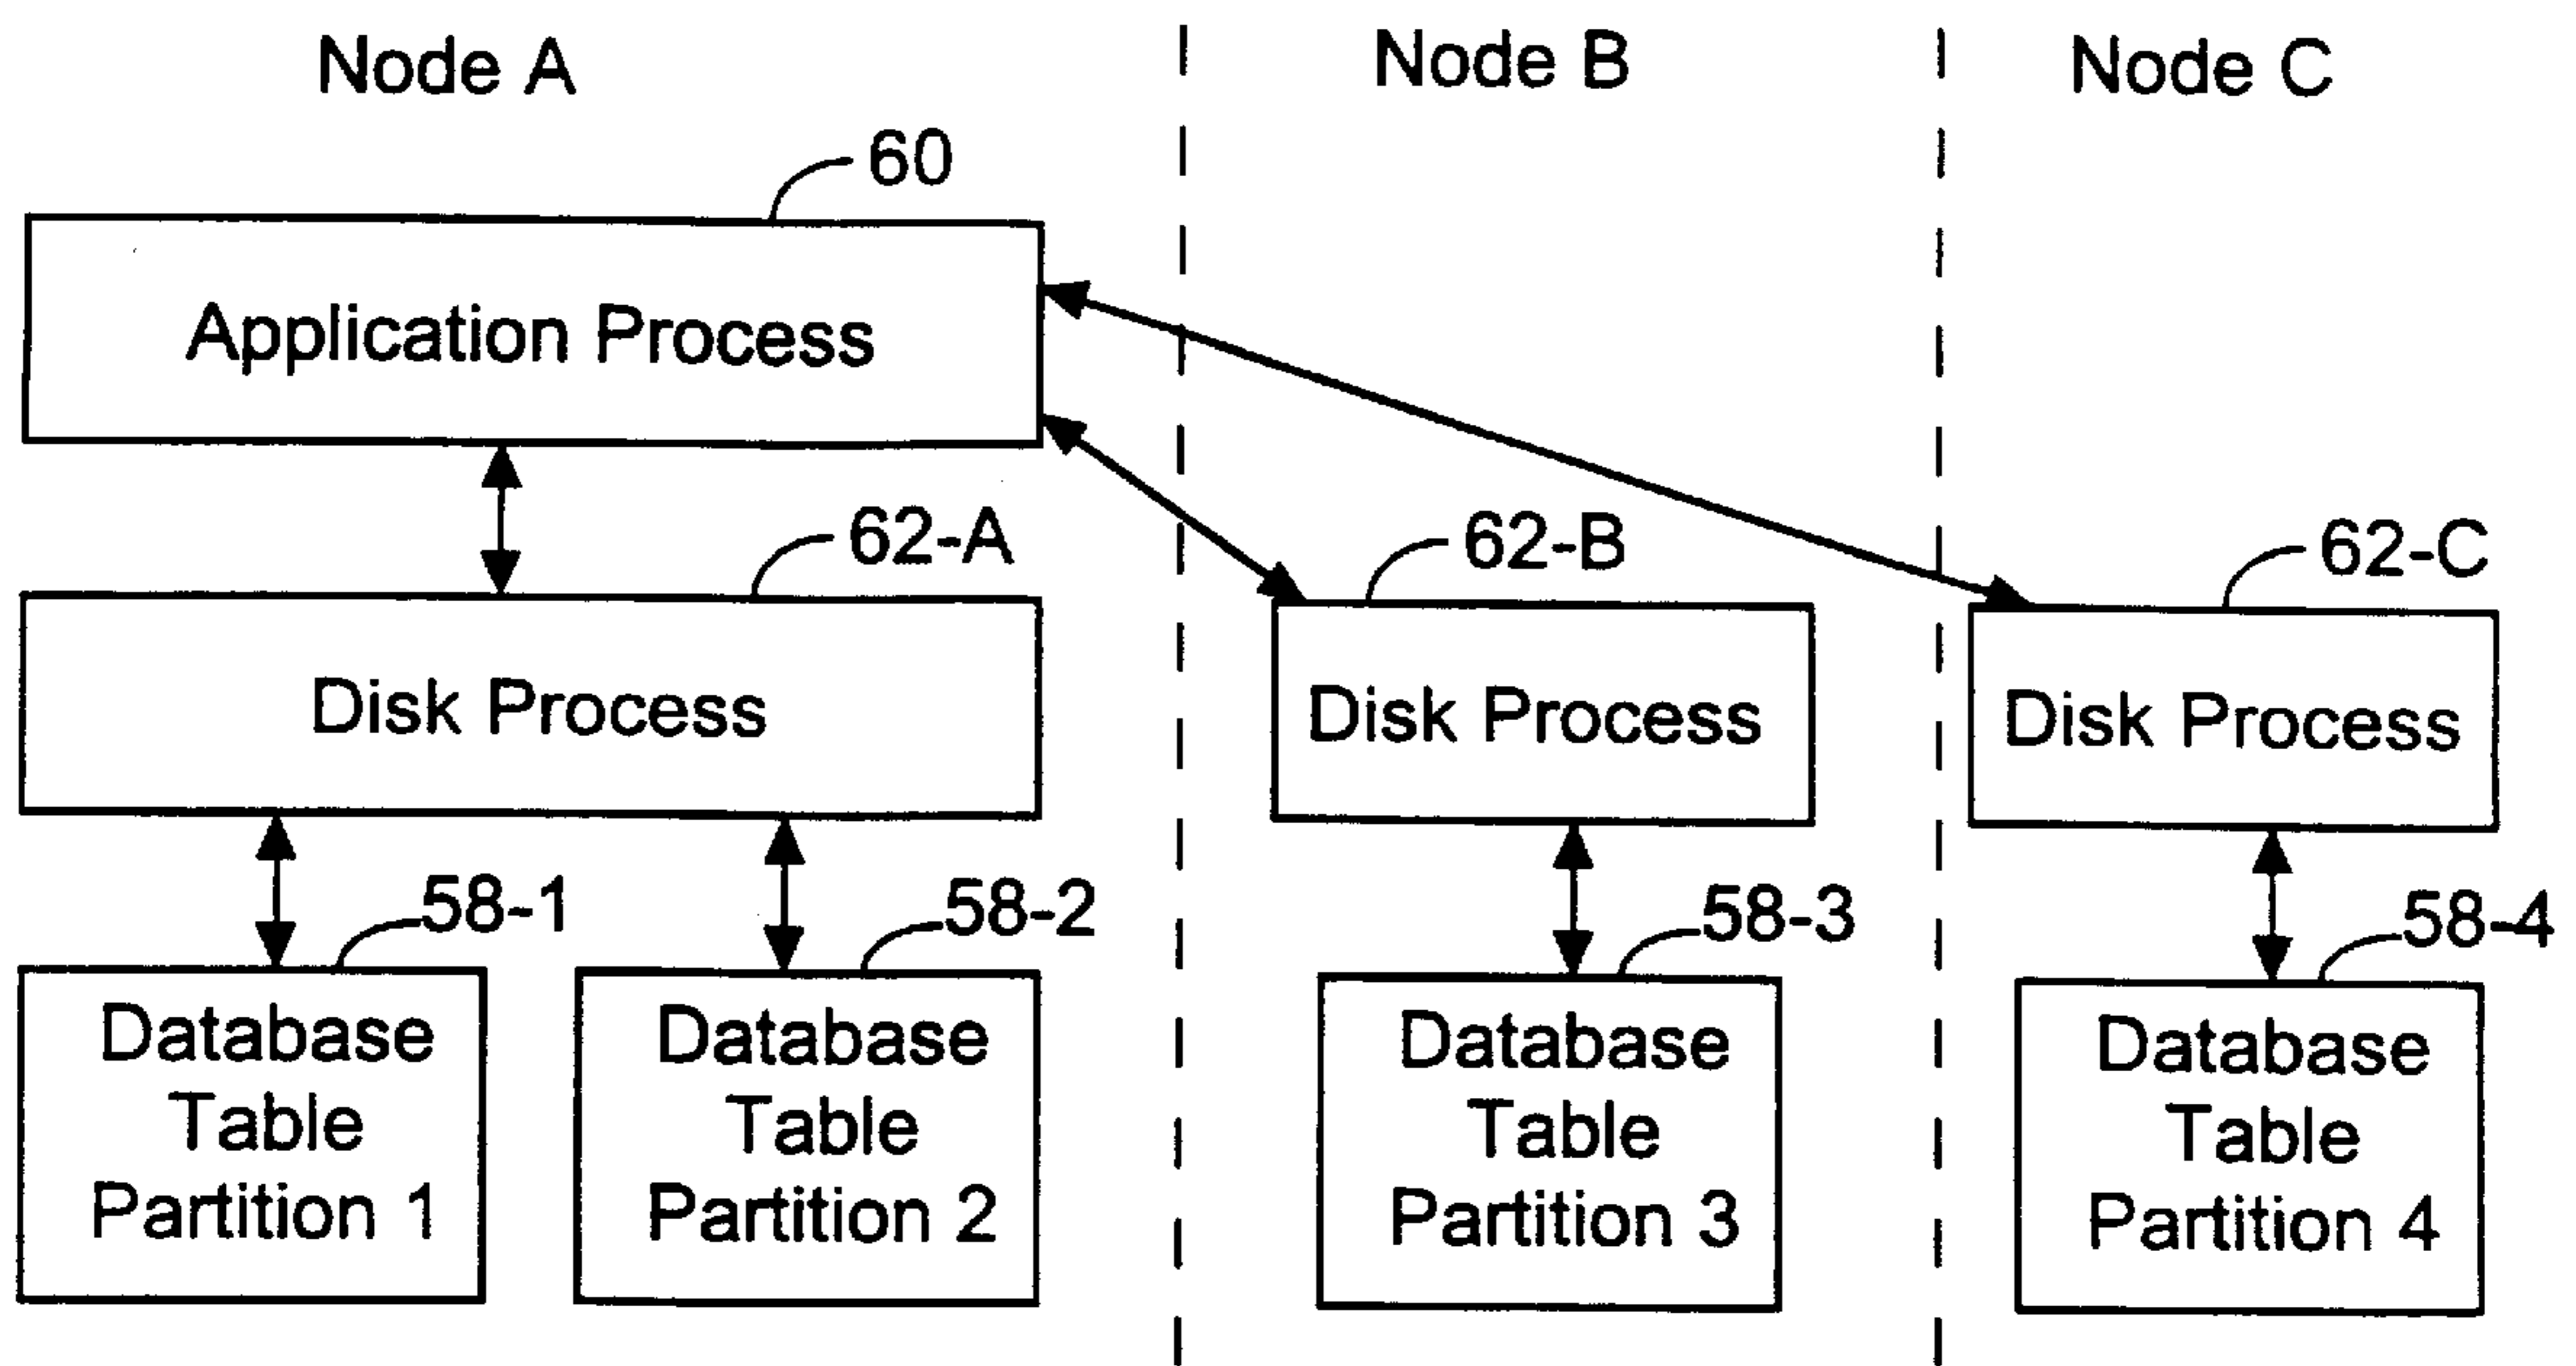 Node A
Node B
Node C
60
Application Process
62-A
62-B
62-C
Disk Process
Disk Process
Disk Process
58-1
58-2
58-3
58-4
Database
Table
Partition 1
Database
Table
Partition 2
Database
Table
Partition 3
Database
Table
Partition 4